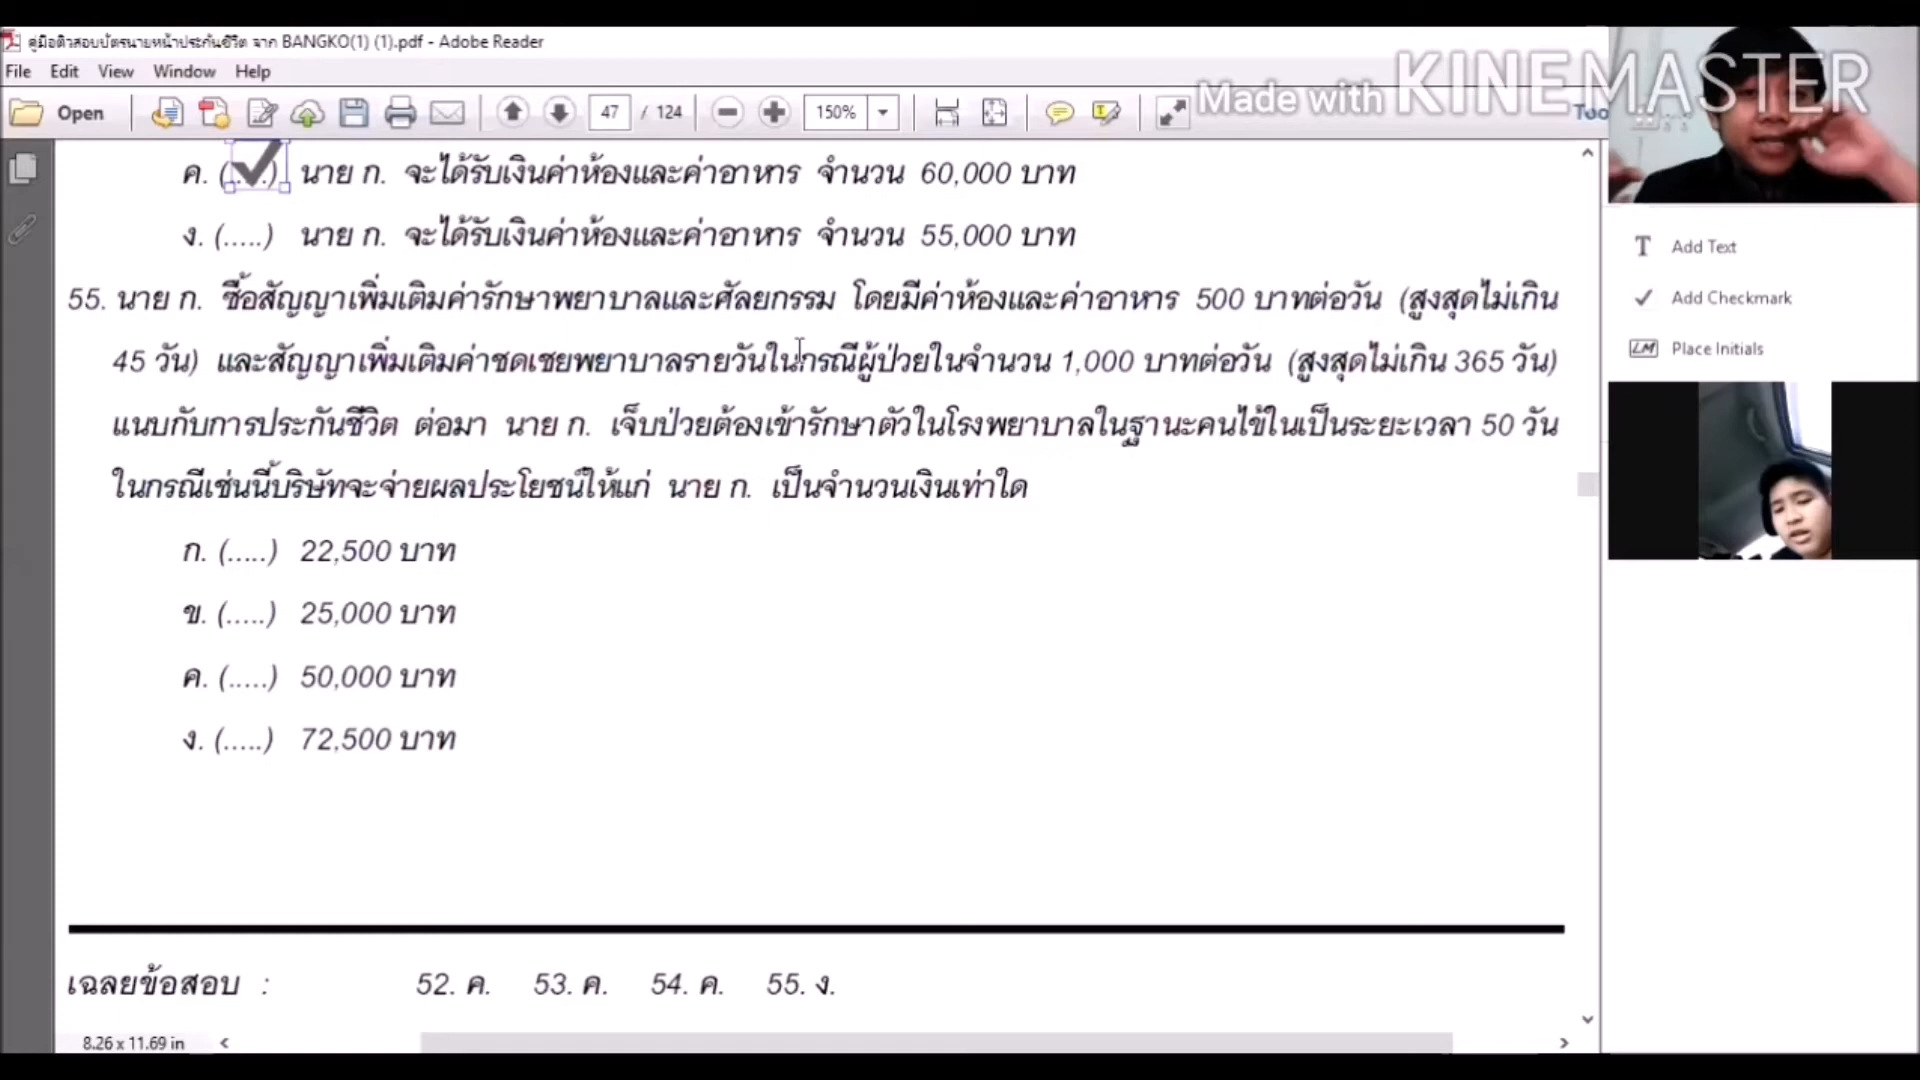 คู่มือติวสอบบัตรนายหน้าประกันชีวิต จาก BANGKO(1) (1).pdf - Adobe Reader
File Edit View Window Help
Made with KINEMASTER
Open 47 / 124 150% Too
ค. (.....) นาย ก. จะได้รับเงินค่าห้องและค่าอาหาร จำนวน 60,000 บาท
ง. (.....) นาย ก. จะได้รับเงินค่าห้องและค่าอาหาร จำนวน 55,000 บาท
55. นาย ก. ซื้อสัญญาเพิ่มเติมค่ารักษาพยาบาลและศัลยกรรม โดยมีค่าห้องและค่าอาหาร 500 บาทต่อวัน (สูงสุดไม่เกิน
45 วัน) และสัญญาเพิ่มเติมค่าชดเชยพยาบาลรายวันในกรณีผู้ป่วยในจำนวน 1,000 บาทต่อวัน (สูงสุดไม่เกิน 365 วัน)
แนบกับการประกันชีวิต ต่อมา นาย ก. เจ็บป่วยต้องเข้ารักษาตัวในโรงพยาบาลในฐานะคนไข้ในเป็นระยะเวลา 50 วัน
ในกรณีเช่นนี้บริษัทจะจ่ายผลประโยชน์ให้แก่ นาย ก. เป็นจำนวนเงินเท่าใด
ก. (.....) 22,500 บาท
ข. (.....) 25,000 บาท
ค. (.....) 50,000 บาท
ง. (.....) 72,500 บาท
เฉลยข้อสอบ : 52. ค. 53. ค. 54. ค. 55. ง.
8.26 x 11.69 in
Add Text
Add Checkmark
LM Place Initials